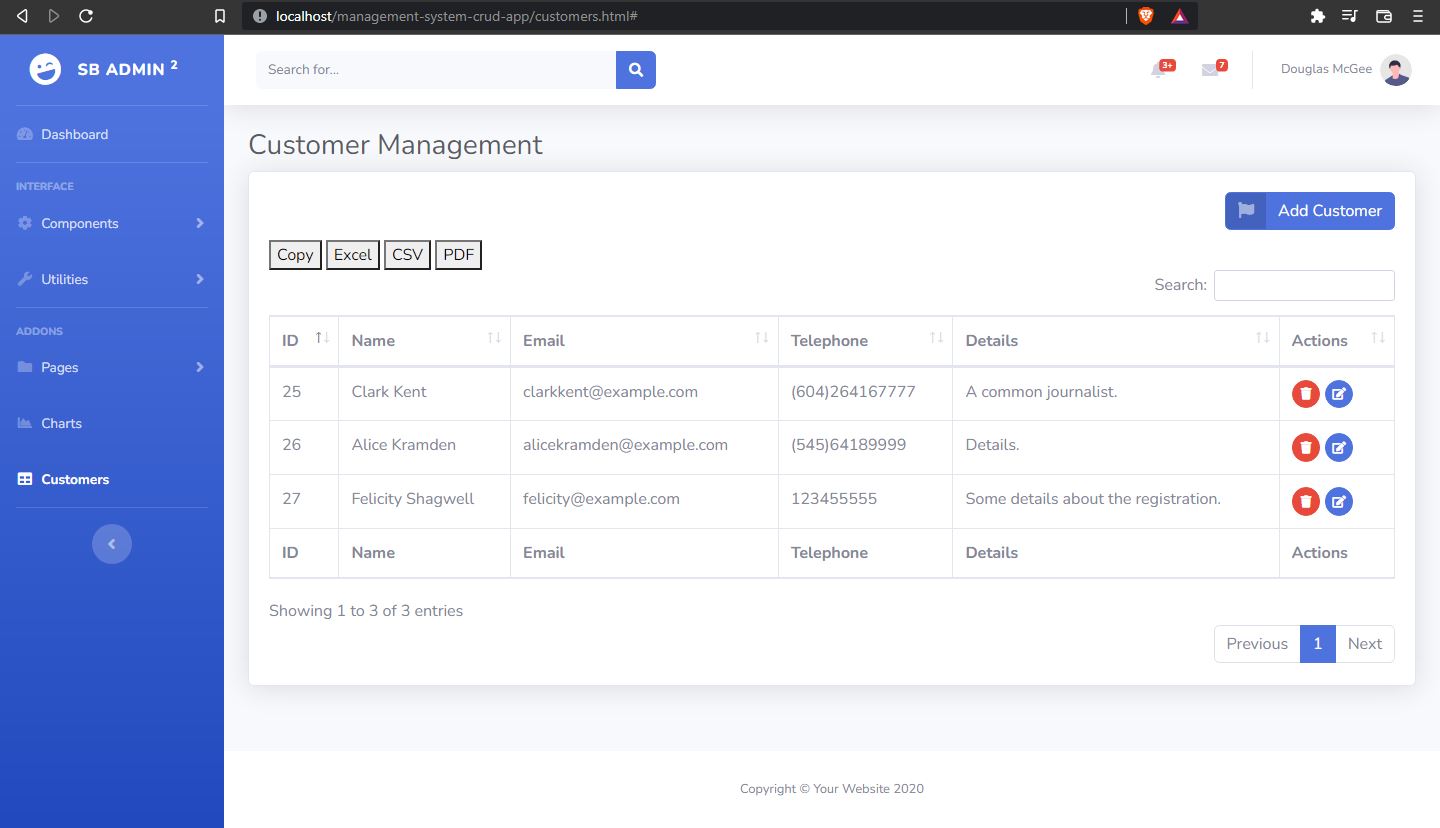 localhost/management-system-crud-app/customers.html#
SB ADMIN 2
Search for...
3+
7
Douglas McGee
Dashboard
INTERFACE
Components
Utilities
ADDONS
Pages
Charts
Customers
Customer Management
Add Customer
Copy Excel CSV PDF
Search:
ID Name Email Telephone Details Actions
25 Clark Kent clarkkent@example.com (604)264167777 A common journalist.
26 Alice Kramden alicekramden@example.com (545)64189999 Details.
27 Felicity Shagwell felicity@example.com 123455555 Some details about the registration.
ID Name Email Telephone Details Actions
Showing 1 to 3 of 3 entries
Previous 1 Next
Copyright © Your Website 2020